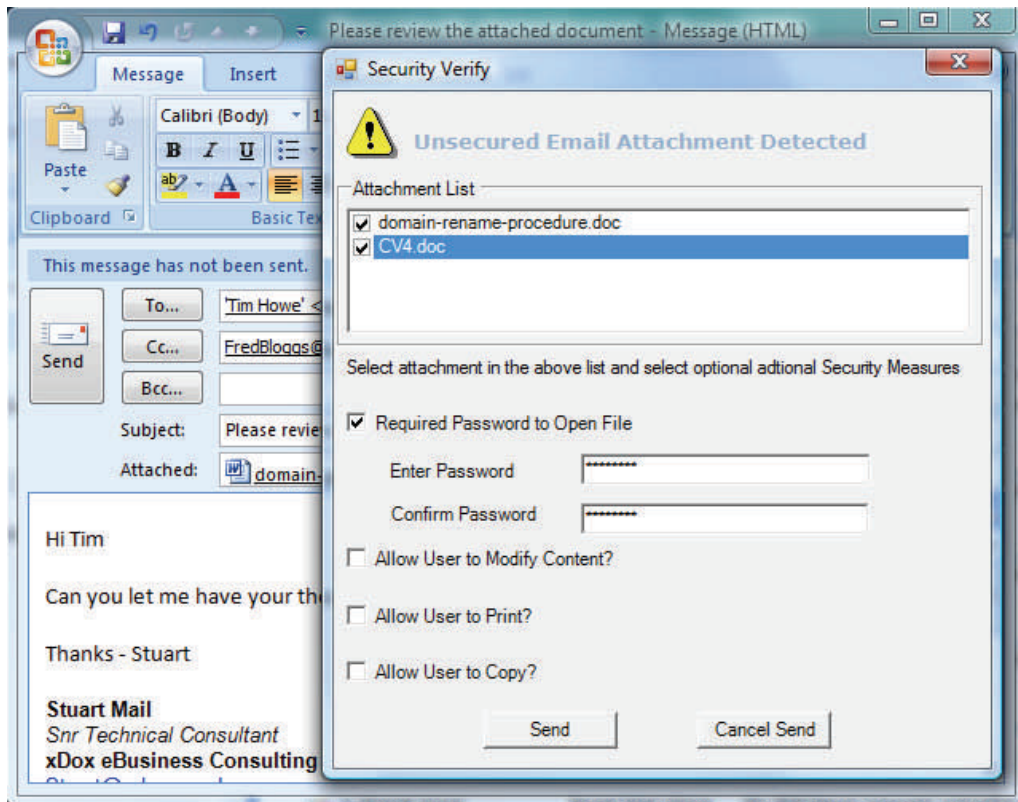 Please review the attached document - Message (HTML)
Message Insert
Calibri (Body) 1
B I U
Paste
ab A
Clipboard Basic Tex
This message has not been sent.
To... 'Tim Howe' <
Send
Cc... FredBloggs@
Bcc...
Subject: Please revie
Attached: domain-
Hi Tim
Can you let me have your tho
Thanks - Stuart
Stuart Mail
Snr Technical Consultant
xDox eBusiness Consulting
Security Verify
Unsecured Email Attachment Detected
Attachment List
domain-rename-procedure.doc
CV4.doc
Select attachment in the above list and select optional adtional Security Measures
Required Password to Open File
Enter Password ********
Confirm Password ********
Allow User to Modify Content?
Allow User to Print?
Allow User to Copy?
Send Cancel Send